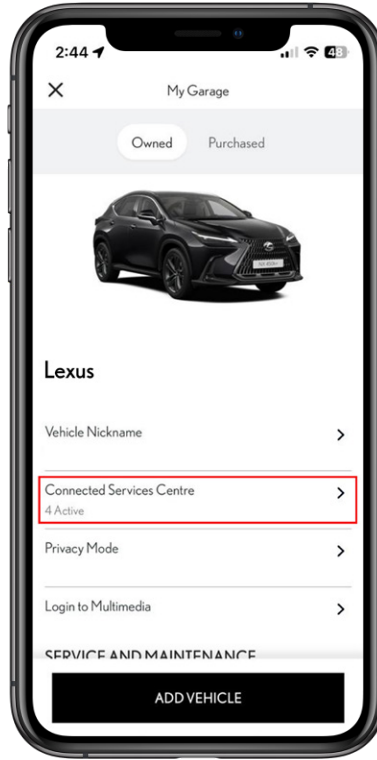 2:44
48
My Garage
Owned
Purchased
Lexus
Vehicle Nickname
Connected Services Centre
4 Active
Privacy Mode
Login to Multimedia
SERVICE AND MAINTENANCE
ADD VEHICLE